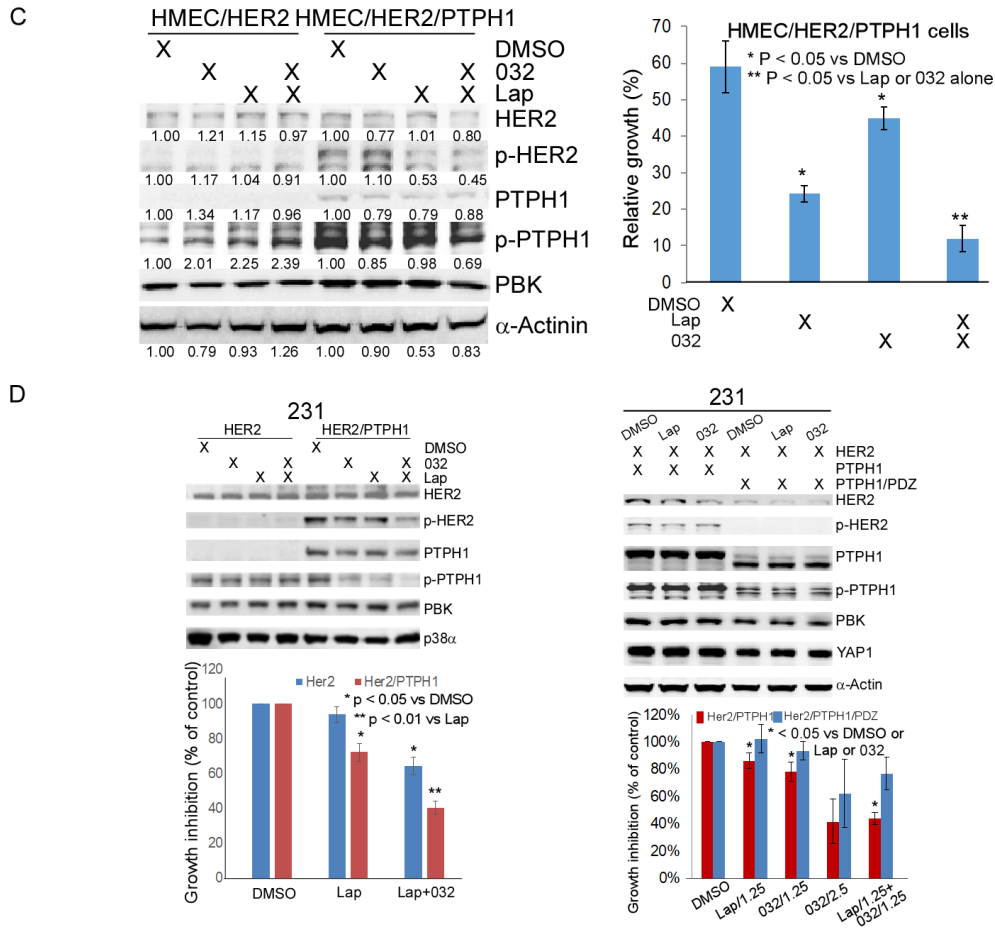 C
HMEC/HER2 HMEC/HER2/PTPH1
X X DMSO
X X X X 032
X X X X Lap
HER2
1.00 1.21 1.15 0.97 1.00 0.77 1.01 0.80
p-HER2
1.00 1.17 1.04 0.91 1.00 1.10 0.53 0.45
PTPH1
1.00 1.34 1.17 0.96 1.00 0.79 0.79 0.88
p-PTPH1
1.00 2.01 2.25 2.39 1.00 0.85 0.98 0.69
PBK
α-Actinin
1.00 0.79 0.93 1.26 1.00 0.90 0.53 0.83
HMEC/HER2/PTPH1 cells
* P < 0.05 vs DMSO
** P < 0.05 vs Lap or 032 alone
Relative growth (%)
70
60
50
40
30
20
10
0
*
*
**
DMSO X
Lap X X
032 X X
D
231
HER2 HER2/PTPH1
X X DMSO
X X X X 032
X X X X Lap
HER2
p-HER2
PTPH1
p-PTPH1
PBK
p38α
Growth inhibition (% of control)
120
100
80
60
40
20
0
Her2 Her2/PTPH1
* p < 0.05 vs DMSO
** p < 0.01 vs Lap
*
*
**
DMSO Lap Lap+032
231
DMSO Lap 032 DMSO Lap 032
X X X X X X HER2
X X X PTPH1
X X X PTPH1/PDZ
HER2
p-HER2
PTPH1
p-PTPH1
PBK
YAP1
α-Actin
Growth inhibition (% of control)
120%
100%
80%
60%
40%
20%
0%
Her2/PTPH1 Her2/PTPH1/PDZ
* < 0.05 vs DMSO or
Lap or 032
*
*
*
DMSO Lap/1.25 032/1.25 032/2.5 Lap/1.25+
032/1.25